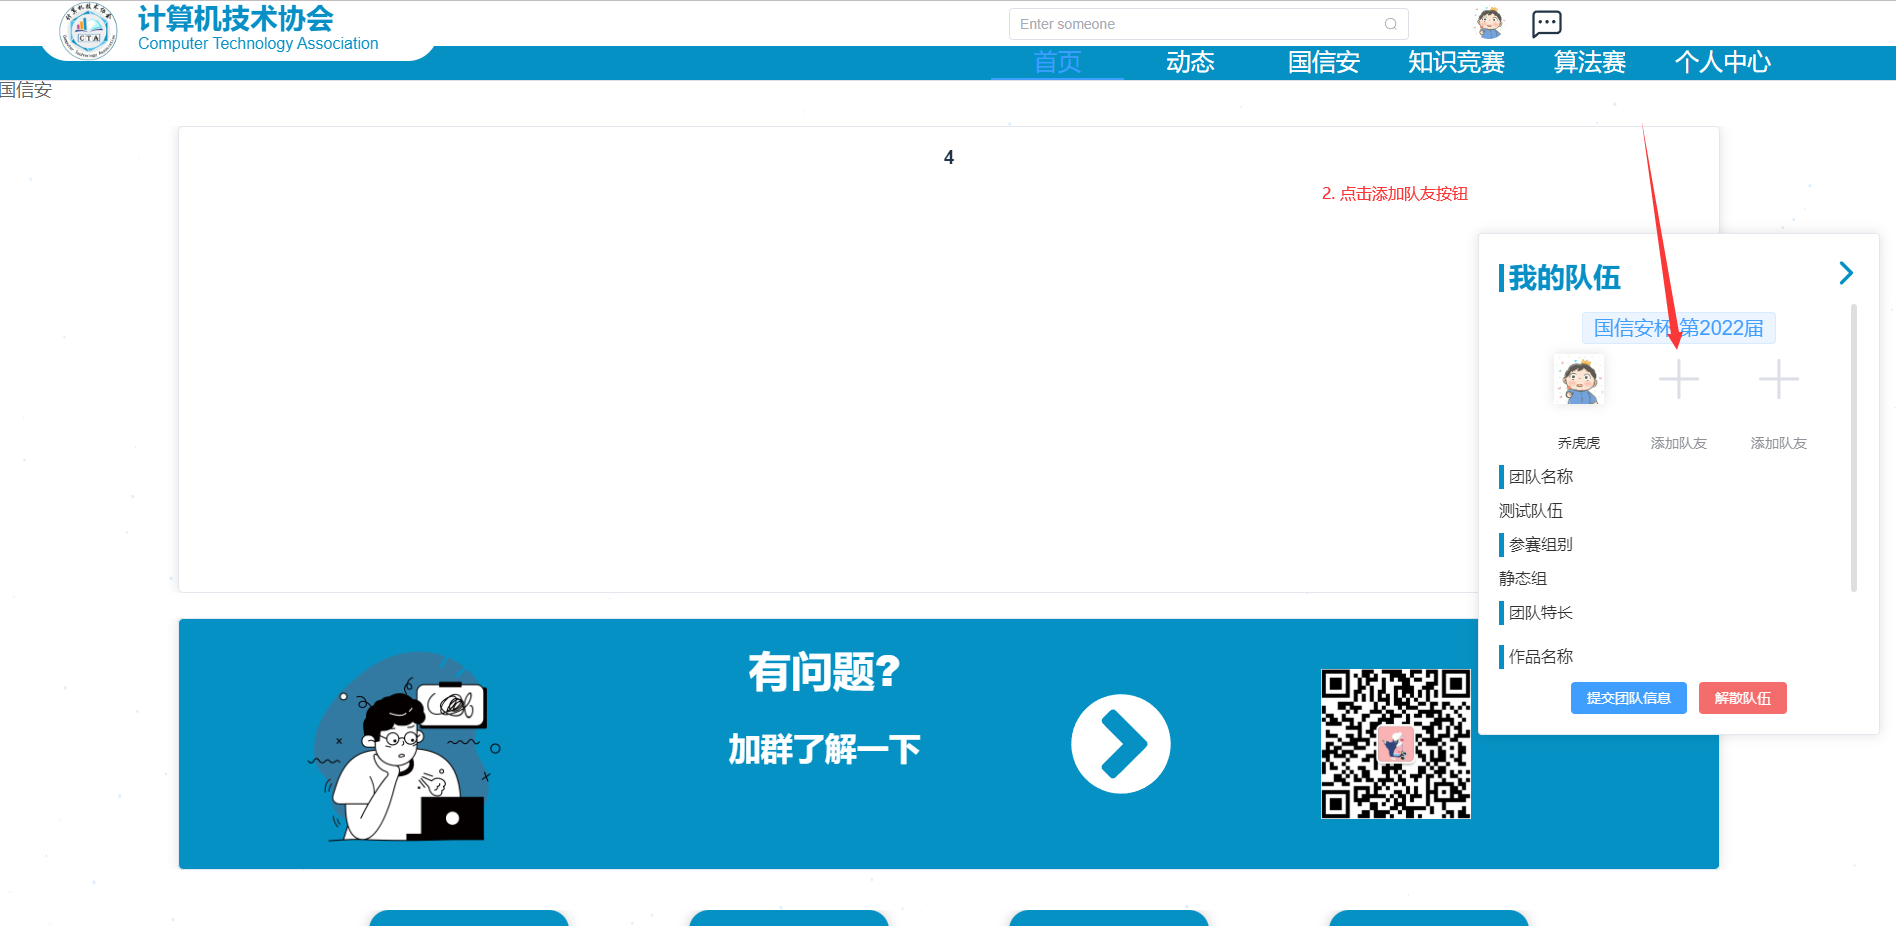 计算机技术协会
Computer Technology Association
Enter someone
首页 动态 国信安 知识竞赛 算法赛 个人中心
国信安
4
2. 点击添加队友按钮
我的队伍
国信安杯 第2022届
乔虎虎 添加队友 添加队友
团队名称
测试队伍
参赛组别
静态组
团队特长
作品名称
提交团队信息 解散队伍
有问题?
加群了解一下
CTA